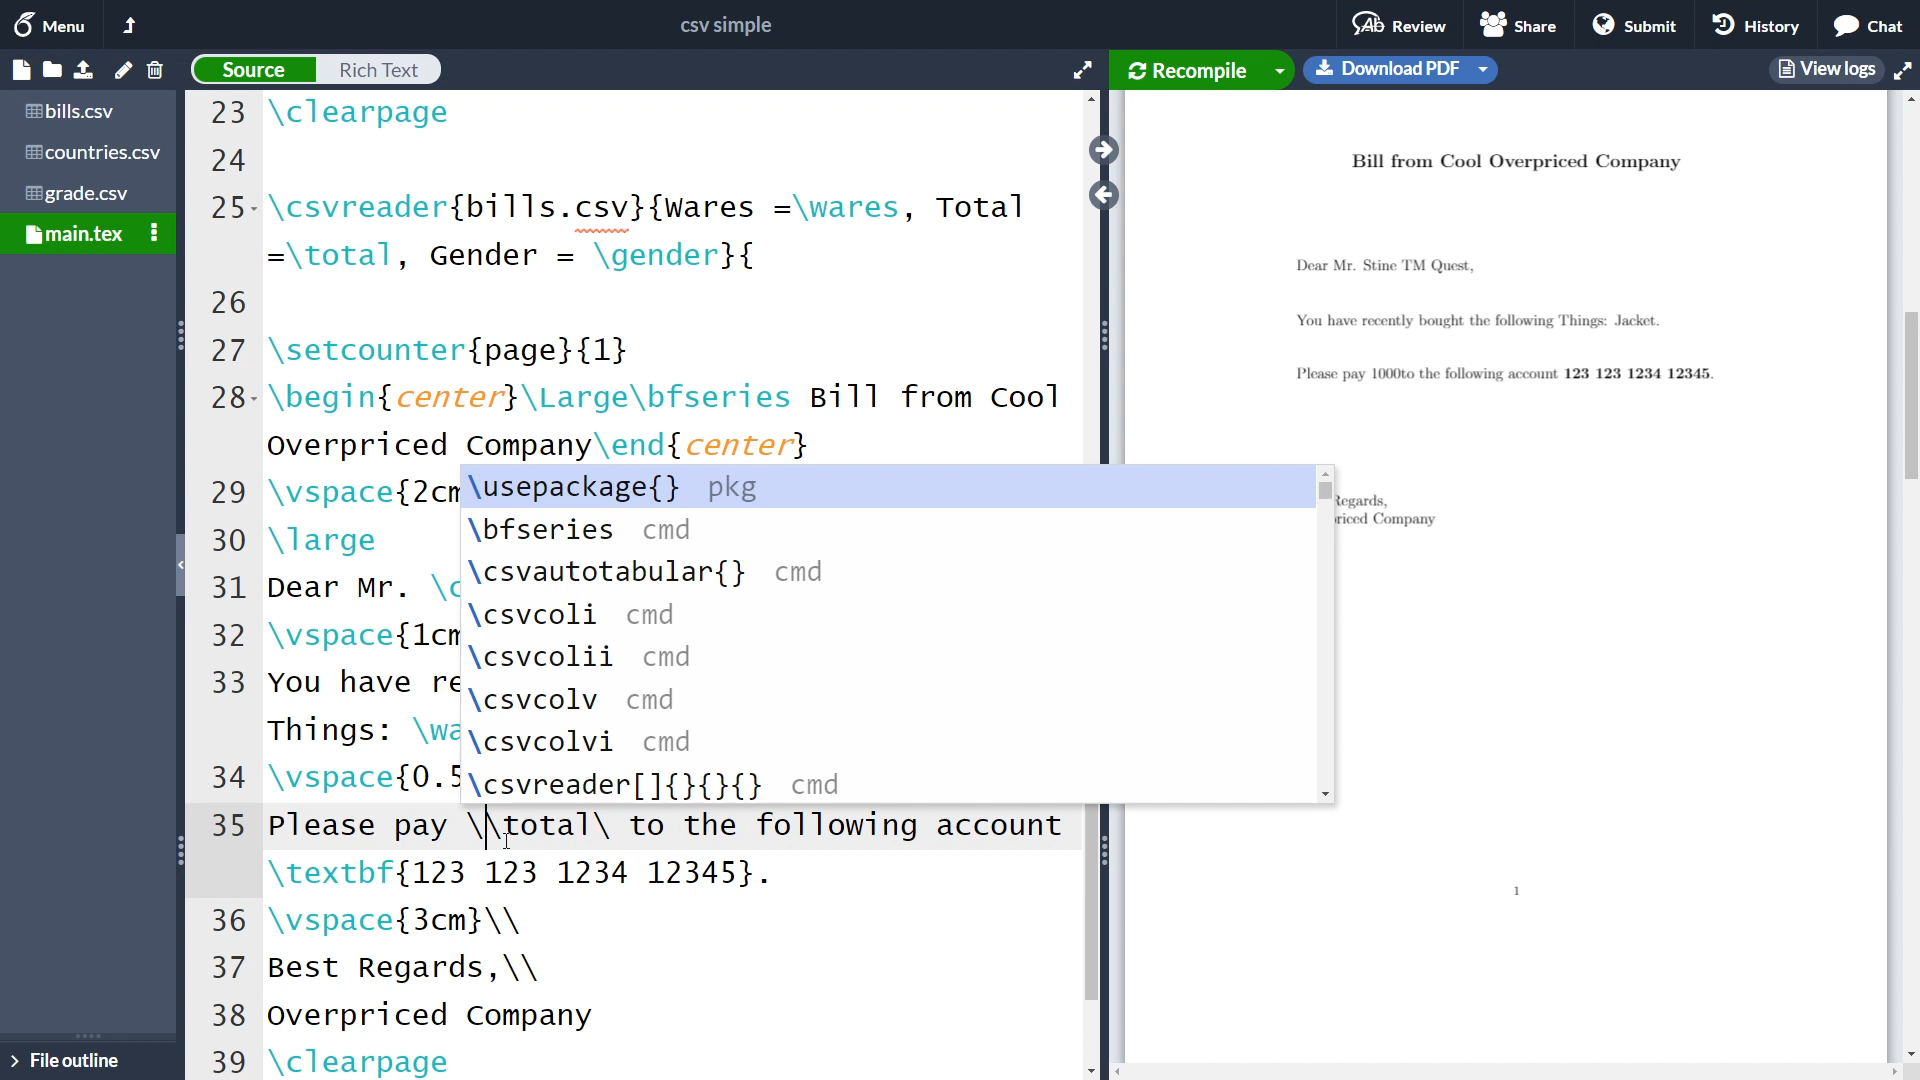 Menu
csv simple
Review
Share
Submit
History
Chat
Source
Rich Text
Recompile
Download PDF
View logs
bills.csv
countries.csv
grade.csv
main.tex
File outline
23 \clearpage
24
25 \csvreader{bills.csv}{Wares =\wares, Total
=\total, Gender = \gender}{
26
27 \setcounter{page}{1}
28 \begin{center}\Large\bfseries Bill from Cool
Overpriced Company\end{center}
29 \vspace{2cm
30 \large
31 Dear Mr. \c
32 \vspace{1cm
33 You have re
Things: \wa
34 \vspace{0.5
35 Please pay \\total\ to the following account
\textbf{123 123 1234 12345}.
36 \vspace{3cm}\\
37 Best Regards,\\
38 Overpriced Company
39 \clearpage
\usepackage{} pkg
\bfseries cmd
\csvautotabular{} cmd
\csvcoli cmd
\csvcolii cmd
\csvcolv cmd
\csvcolvi cmd
\csvreader[]{}{}{} cmd
Bill from Cool Overpriced Company
Dear Mr. Stine TM Quest,
You have recently bought the following Things: Jacket.
Please pay 1000to the following account 123 123 1234 12345.
Regards,
riced Company
1